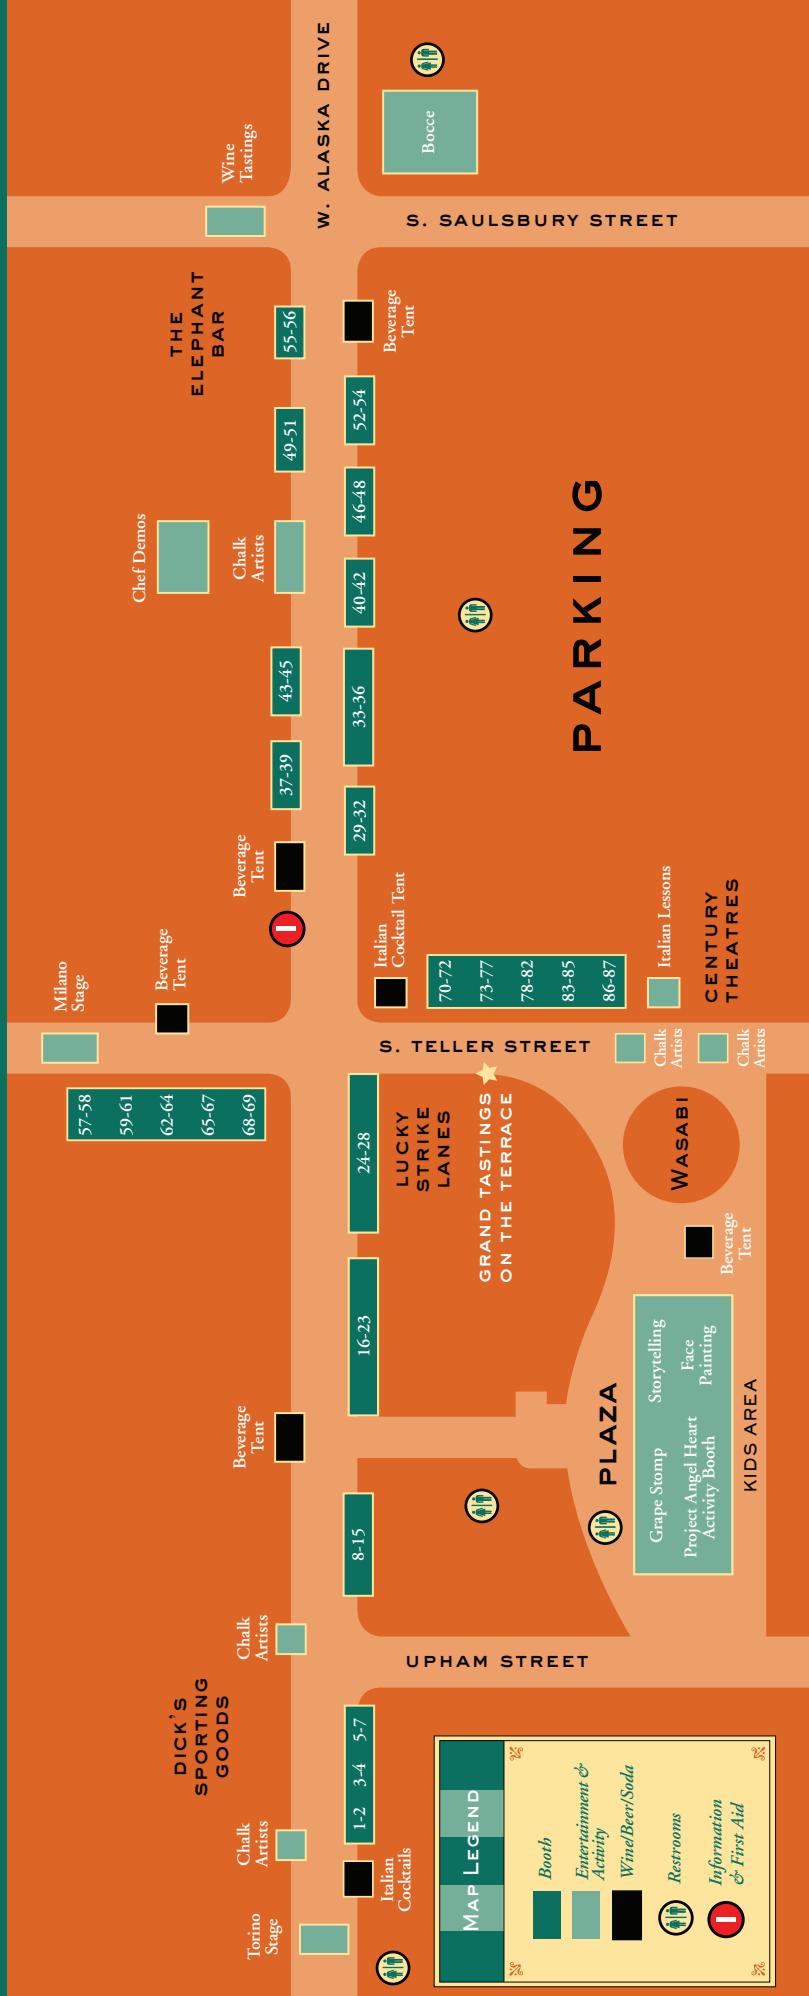 Torino
Stage
Chalk
Artists
DICK'S
SPORTING
GOODS
Chalk
Artists
Beverage
Tent
57-58
59-61
62-64
65-67
68-69
Milano
Stage
Beverage
Tent
Beverage
Tent
37-39
43-45
Chef Demos
Chalk
Artists
49-51
THE
ELEPHANT
BAR
55-56
Wine
Tastings
W. ALASKA DRIVE
Italian
Cocktails
1-2
3-4
5-7
8-15
16-23
24-28
LUCKY
STRIKE
LANES
Italian
Cocktail Tent
29-32
33-36
40-42
46-48
52-54
Beverage
Tent
Bocce
UPHAM STREET
S. TELLER STREET
S. SAULSBURY STREET
GRAND TASTINGS
ON THE TERRACE
70-72
73-77
78-82
83-85
86-87
PARKING
PLAZA
Grape Stomp
Storytelling
Project Angel Heart
Activity Booth
Face
Painting
KIDS AREA
Beverage
Tent
WASABI
Chalk
Artists
Chalk
Artists
Italian Lessons
CENTURY
THEATRES
MAP LEGEND
Booth
Entertainment &
Activity
Wine/Beer/Soda
Restrooms
Information
& First Aid